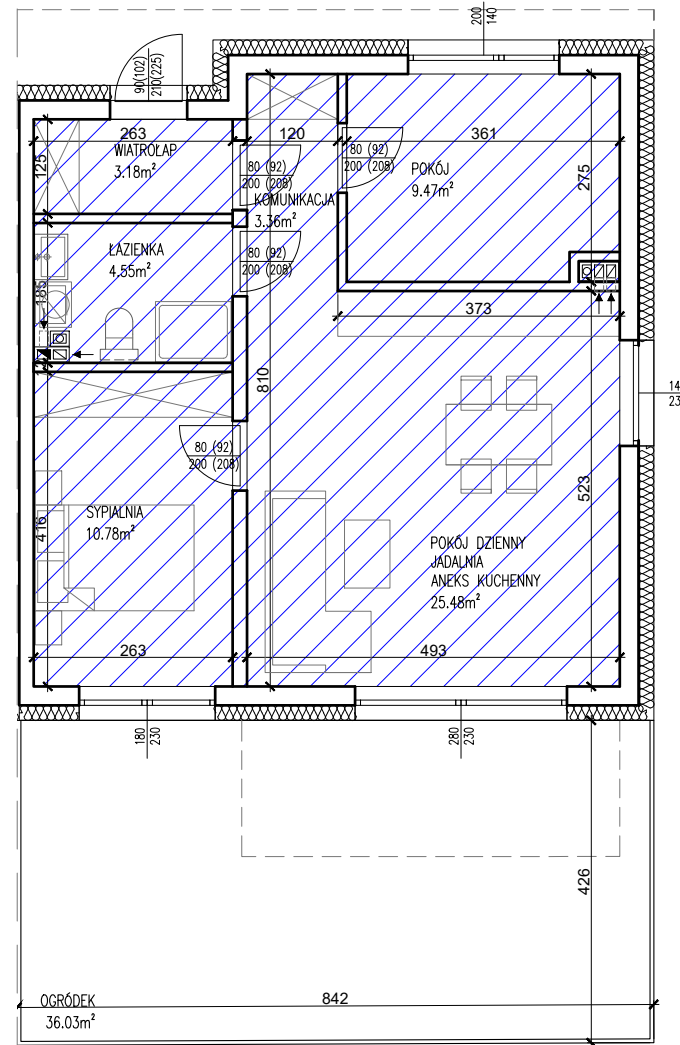 200
140
90(102)
210(225)
263
120
361
WIATROŁAP
3.18m²
125
80 (92)
200 (208)
80 (92)
200 (208)
POKÓJ
9.47m²
275
KOMUNIKACJA
3.36m²
ŁAZIENKA
4.55m²
80 (92)
200 (208)
185
373
810
80 (92)
200 (208)
14
23
523
SYPIALNIA
10.78m²
416
POKÓJ DZIENNY
JADALNIA
ANEKS KUCHENNY
25.48m²
263
493
180
230
280
230
426
OGRÓDEK
36.03m²
842